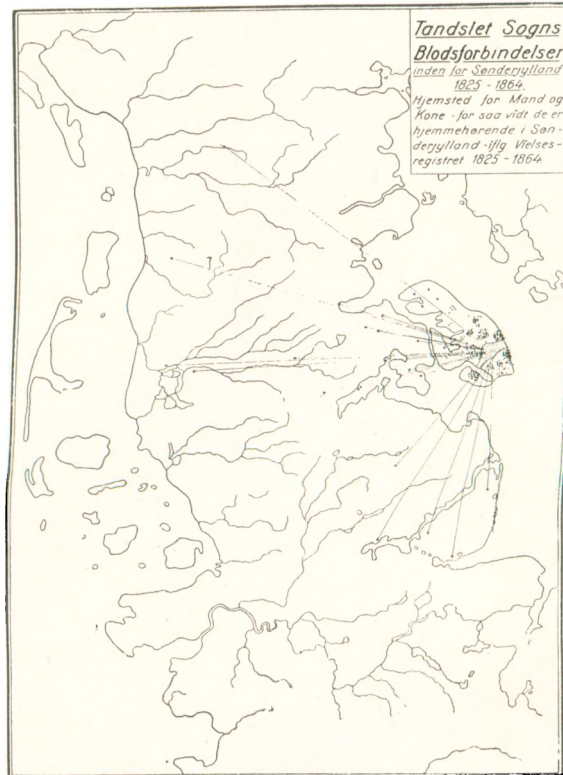 Tandslet Sogns
Blodsforbindelser
inden for Sønderjylland
1825 - 1864.
Hjemsted for Mand og
Kone - for saa vidt de er
hjemmehørende i Søn-
derjylland - iflg Vielses-
registret 1825 - 1864.